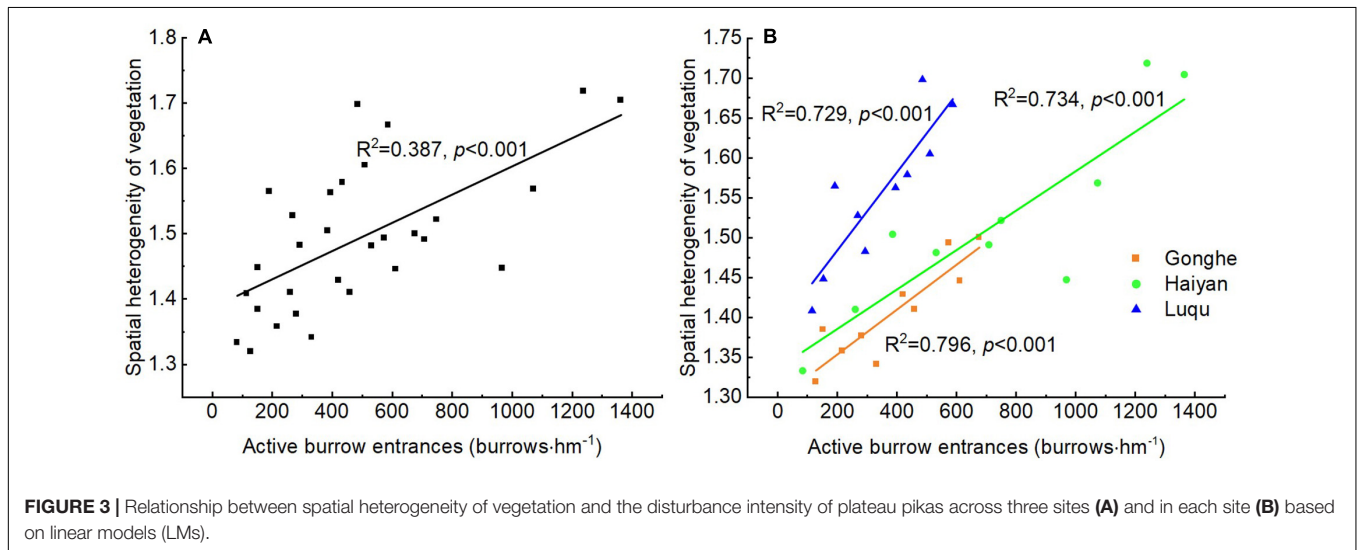 A
1.8
1.7
1.6
1.5
1.4
1.3
Spatial heterogeneity of vegetation
R²=0.387, p<0.001
0 200 400 600 800 1000 1200 1400
Active burrow entrances (burrows·hm⁻¹)
B
1.75
1.70
1.65
1.60
1.55
1.50
1.45
1.40
1.35
1.30
Spatial heterogeneity of vegetation
R²=0.729, p<0.001
R²=0.734, p<0.001
Gonghe
Haiyan
Luqu
R²=0.796, p<0.001
0 200 400 600 800 1000 1200 1400
Active burrow entrances (burrows·hm⁻¹)
FIGURE 3 | Relationship between spatial heterogeneity of vegetation and the disturbance intensity of plateau pikas across three sites (A) and in each site (B) based
on linear models (LMs).